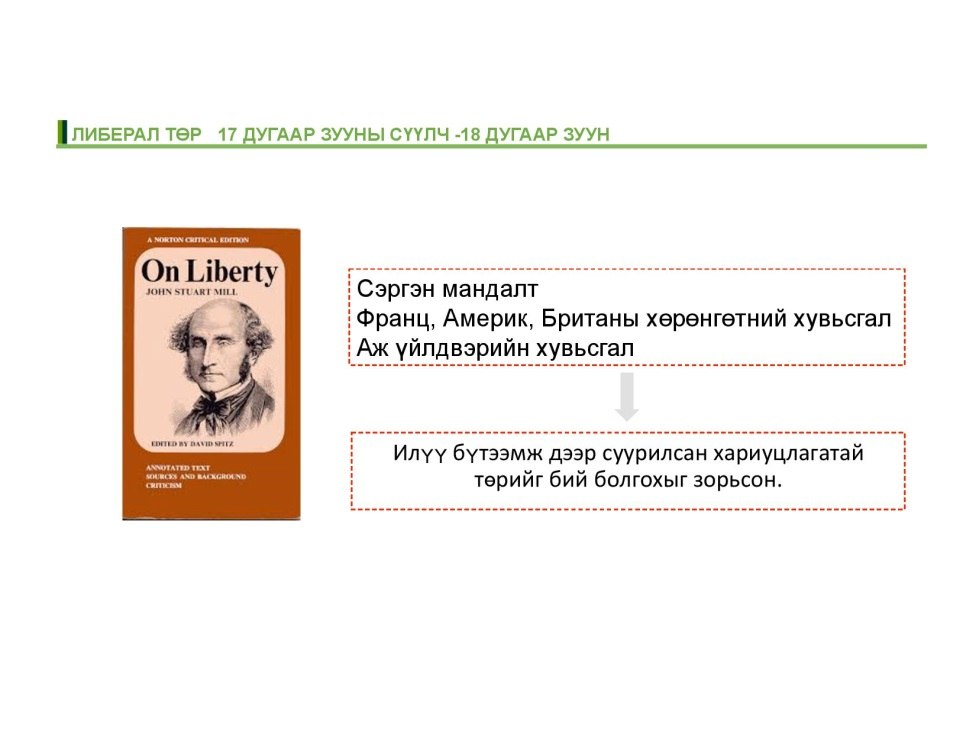 ЛИБЕРАЛ ТӨР 17 ДУГААР ЗУУНЫ СҮҮЛЧ -18 ДУГААР ЗУУН
A NORTON CRITICAL EDITION
On Liberty
JOHN STUART MILL
EDITED BY DAVID SPITZ
ANNOTATED TEXT
SOURCES AND BACKGROUND
CRITICISM
Сэргэн мандалт
Франц, Америк, Британы хөрөнгөтний хувьсгал
Аж үйлдвэрийн хувьсгал
Илүү бүтээмж дээр суурилсан хариуцлагатай
төрийг бий болгохыг зорьсон.